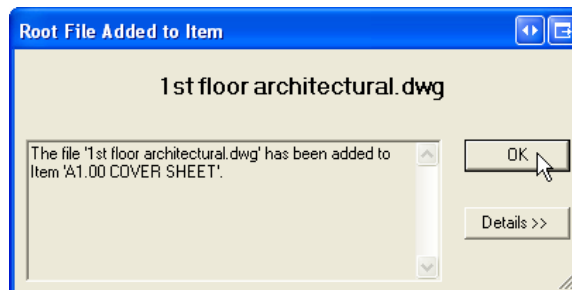 Root File Added to Item
1st floor architectural.dwg
The file '1st floor architectural.dwg' has been added to
Item 'A1.00 COVER SHEET'.
OK
Details >>